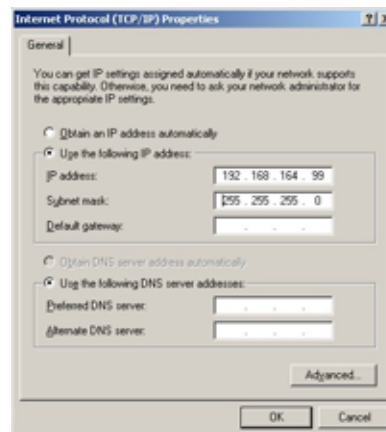 Internet Protocol (TCP/IP) Properties
General
You can get IP settings assigned automatically if your network supports
this capability. Otherwise, you need to ask your network administrator for
the appropriate IP settings.
Obtain an IP address automatically
Use the following IP address:
IP address: 192 . 168 . 164 . 99
Subnet mask: 255 . 255 . 255 . 0
Default gateway: . . .
Obtain DNS server address automatically
Use the following DNS server addresses:
Preferred DNS server: . . .
Alternate DNS server: . . .
Advanced...
OK Cancel